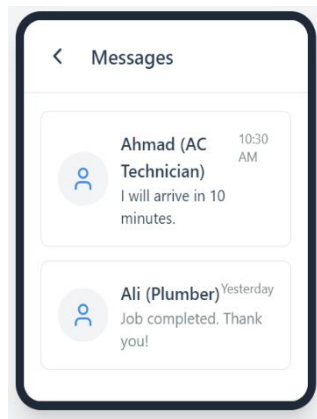 Messages
Ahmad (AC
Technician)
10:30
AM
I will arrive in 10
minutes.
Ali (Plumber)
Yesterday
Job completed. Thank
you!